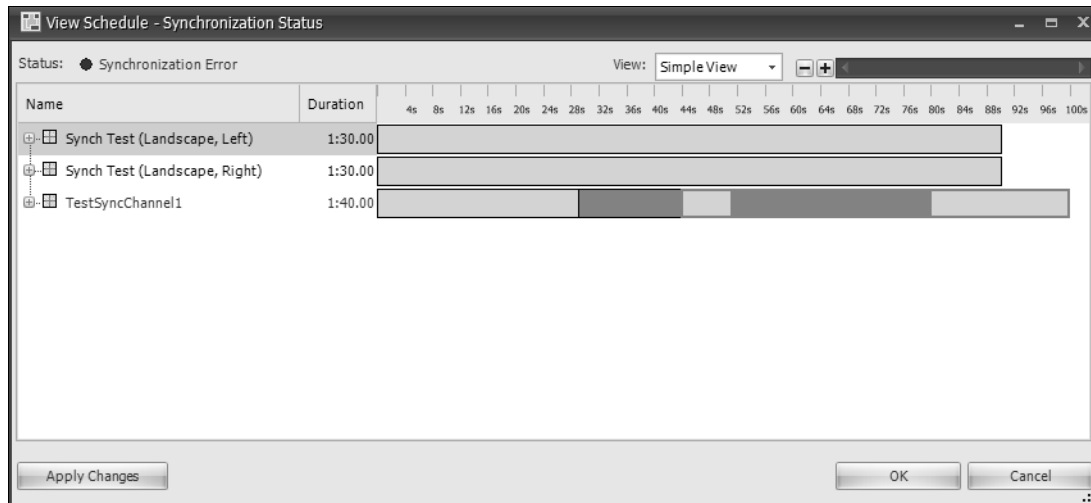 View Schedule - Synchronization Status
Status: Synchronization Error View: Simple View
Name Duration 4s 8s 12s 16s 20s 24s 28s 32s 36s 40s 44s 48s 52s 56s 60s 64s 68s 72s 76s 80s 84s 88s 92s 96s 100s
Synch Test (Landscape, Left) 1:30.00
Synch Test (Landscape, Right) 1:30.00
TestSyncChannel1 1:40.00
Apply Changes OK Cancel